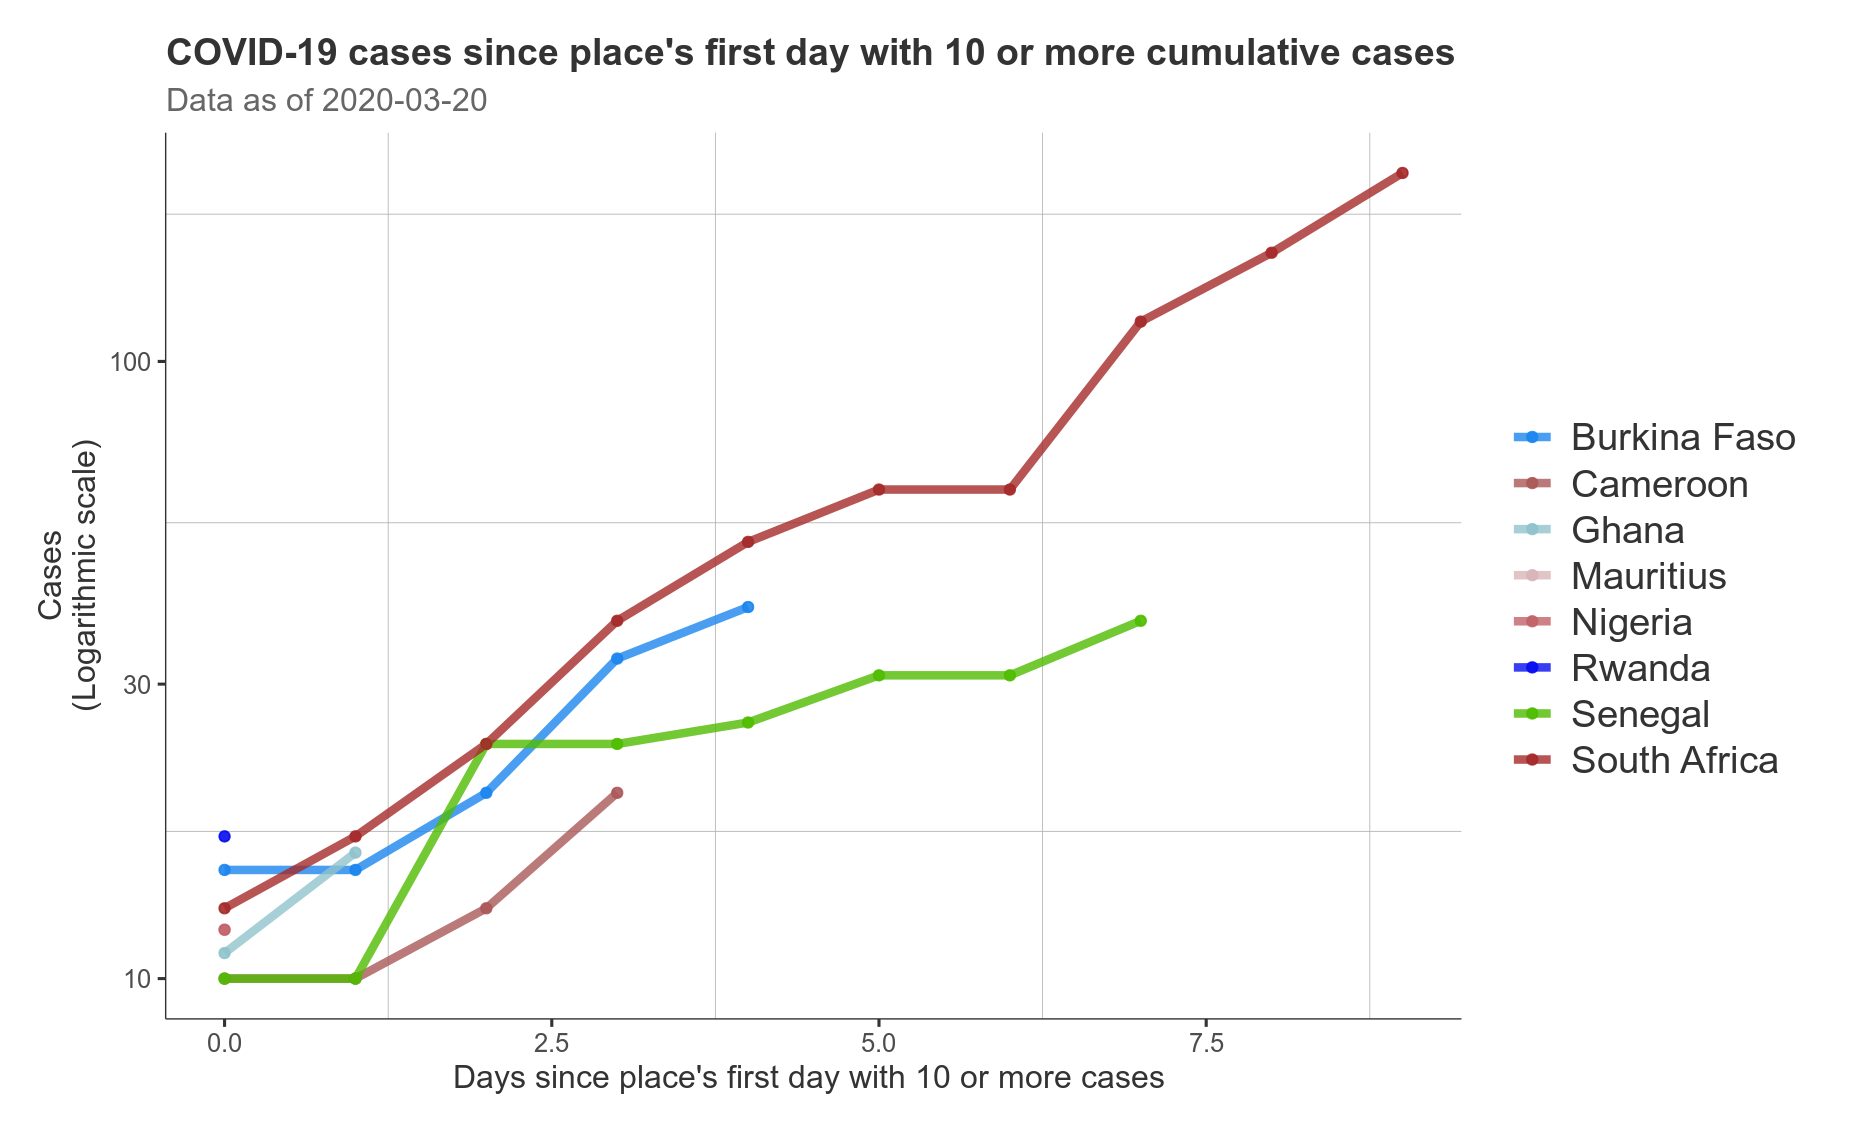 COVID-19 cases since place's first day with 10 or more cumulative cases
Data as of 2020-03-20
Cases
(Logarithmic scale)
100
30
10
0.0
2.5
5.0
7.5
Days since place's first day with 10 or more cases
Burkina Faso
Cameroon
Ghana
Mauritius
Nigeria
Rwanda
Senegal
South Africa